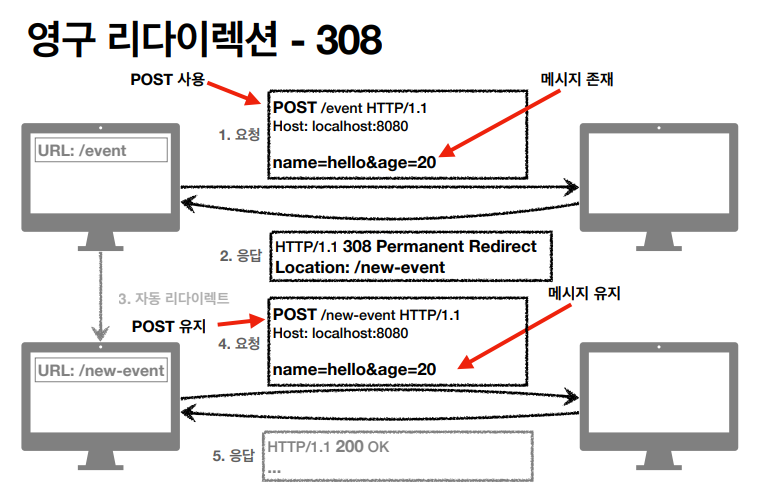 영구 리다이렉션 - 308
POST 사용
메시지 존재
POST /event HTTP/1.1
1. 요청
Host: localhost:8080
name=hello&age=20
URL: /event
2. 응답
HTTP/1.1 308 Permanent Redirect
Location: /new-event
3. 자동 리다이렉트
메시지 유지
POST 유지
POST /new-event HTTP/1.1
Host: localhost:8080
4. 요청
name=hello&age=20
URL: /new-event
5. 응답
HTTP/1.1 200 OK
...